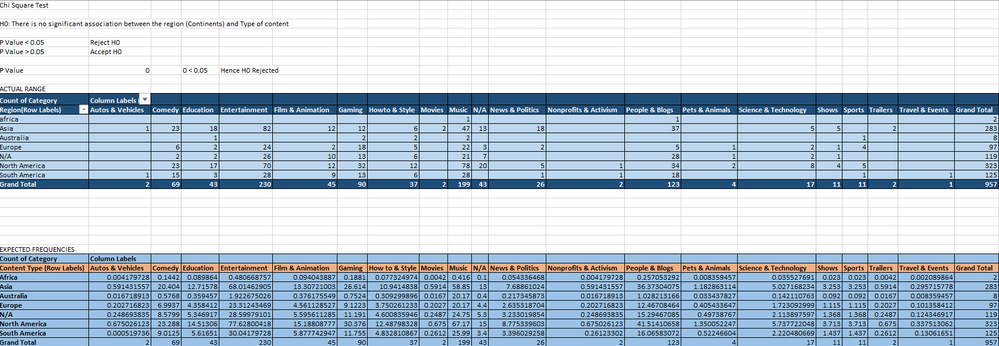 Chi Square Test
H0: There is no significant association between the region (Continents) and Type of content
P Value < 0.05 Reject H0
P Value > 0.05 Accept H0
P Value 0 0 < 0.05 Hence H0 Rejected
ACTUAL RANGE
Count of Category Column Labels (
Region(Row Labels) Autos & Vehicles Comedy Education Entertainment Film & Animation Gaming Howto & Style Movies Music N/A News & Politics Nonprofits & Activism People & Blogs Pets & Animals Science & Technology Shows Sports Trailers Travel & Events Grand Total
africa 1 1 2
Asia 1 23 18 82 12 12 6 2 47 13 18 37 5 5 2 283
Australia 1 2 2 2 1 8
Europe 6 2 24 2 18 5 22 3 2 5 1 2 1 4 97
N/A 2 2 26 10 13 6 21 7 28 1 2 1 119
North America 23 17 70 12 32 12 78 20 5 1 34 2 8 4 5 323
South America 1 15 3 28 9 13 6 28 1 1 18 1 1 125
Grand Total 2 69 43 230 45 90 37 2 199 43 26 2 123 4 17 11 11 2 1 957
EXPECTED FREQUENCIES
Count of Category Column Labels
Content Type (Row Labels) Autos & Vehicles Comedy Education Entertainment Film & Animation Gaming How to & Style Movies Music N/A News & Politics Nonprofits & Activism People & Blogs Pets & Animals Science & Technology Shows Sports Trailers Travel & Events Grand Total
Africa 0.004179728 0.1442 0.089864 0.480668757 0.094043887 0.1881 0.077324974 0.0042 0.416 0.1 0.054336468 0.004179728 0.257053292 0.008359457 0.035527691 0.023 0.023 0.0042 0.002089864 2
Asia 0.591431557 20.404 12.71578 68.01462905 13.30721003 26.614 10.9414838 0.5914 58.85 13 7.68861024 0.591431557 36.37304075 1.182863114 5.027168234 3.253 3.253 0.5914 0.295715778 283
Australia 0.016718913 0.5768 0.359457 1.922675026 0.376175549 0.7524 0.309299896 0.0167 20.17 0.4 0.217345873 0.016718913 1.028213166 0.033437827 0.142110763 0.092 0.092 0.0167 0.008359457 8
Europe 0.202716823 6.9937 4.358412 23.31243469 4.561128527 9.1223 3.750261233 0.2027 20.17 4.4 2.635318704 0.202716823 12.46708464 0.405433647 1.723092999 1.115 1.115 0.2027 0.101358412 97
N/A 0.248693835 8.5799 5.346917 28.59979101 5.595611285 11.191 4.600835946 0.2487 24.75 5.3 3.233019854 0.248693835 15.29467085 0.49738767 2.113897597 1.368 1.368 0.2487 0.124346917 119
North America 0.675026123 23.288 14.51306 77.62800418 15.18808777 30.376 12.48798328 0.675 67.17 15 8.775339603 0.675026123 41.51410658 1.350052247 5.737722048 3.713 3.713 0.675 0.337513062 323
South America 0.000519736 9.0125 5.61651 30.04179728 5.877742947 11.755 4.832810867 0.2612 25.99 3.4 3.396029258 0.26123302 16.06583072 0.52246604 2.220480669 1.437 1.437 0.2612 0.13061651 125
Grand Total 2 69 43 230 45 90 37 2 199 43 26 2 123 4 17 11 11 2 1 957